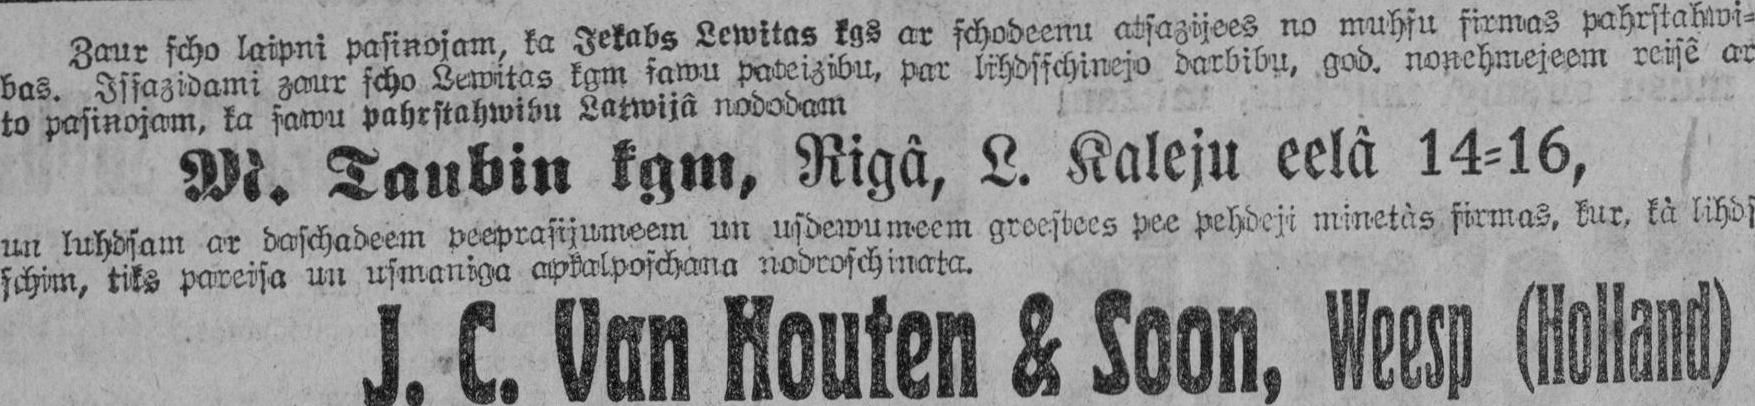 Zaur ſcho laipni paſinojam, ka Jekabs Lewitas kgs ar ſchodeenu atſazijees no muhſu firmas pahrſtahwi=
bas. Iſſazidami zaur ſcho Lewitas kgm ſawu pateizibu, par lihdſſchinejo darbibu, god. nonehmejeem reiſê ar
to paſinojam, ka ſawu pahrſtahwibu Latwijâ nododam
M. Taubin kgm, Rigâ, L. Kaleju eelâ 14=16,
un luhdſam ar daſchadeem peepraſijumeem un uſdewumeem greeſtees pee pehdeji minetàs firmas, kur, kà lihdſ
ſchim, tiks pareiſa un uſmaniga apkalpoſchana nodroſchinata.
J. C. Van Houten & Soon, Weesp (Holland)